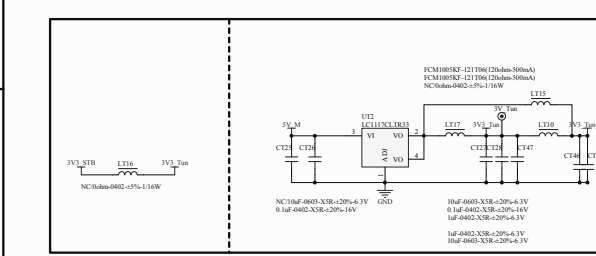 FCM1005KF-121T06(120ohm-500mA)
FCM1005KF-121T06(120ohm-500mA)
NC/0ohm-0402-±5%-1/16W
LT15
3V_Tun
UT2
LC1117CLTR33
5V_M
3
VI
VO
2
LT17
3V3_Tun
LT10
3V3_Tun
CT25
CT26
ADJ
VO
4
1
CT27
CT28
CT47
CT46
CT
3V3_STB
LT16
3V3_Tun
NC/0ohm-0402-±5%-1/16W
GND
NC/10uF-0603-X5R-±20%-6.3V
0.1uF-0402-X5R-±20%-16V
10uF-0603-X5R-±20%-6.3V
0.1uF-0402-X5R-±20%-16V
1uF-0402-X5R-±20%-6.3V
1uF-0402-X5R-±20%-6.3V
10uF-0603-X5R-±20%-6.3V